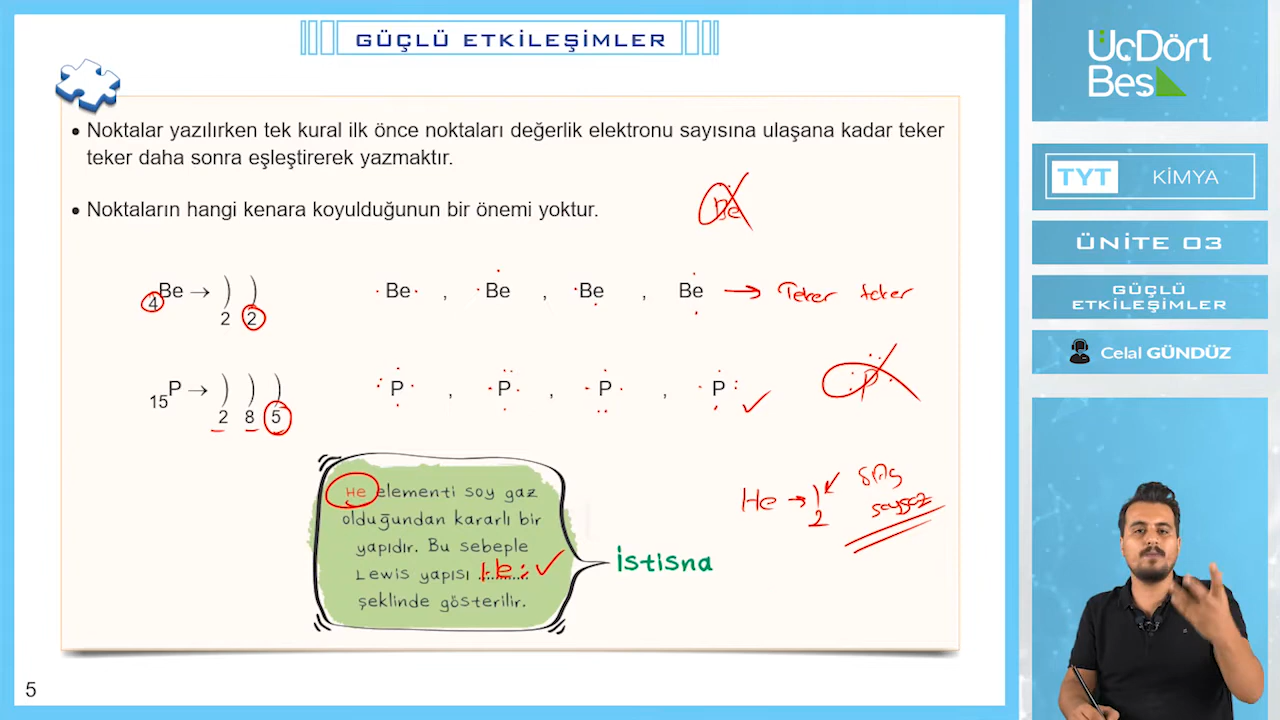 GÜÇLÜ ETKİLEŞİMLER
ÜçDört
Beş
• Noktalar yazılırken tek kural ilk önce noktaları değerlik elektronu sayısına ulaşana kadar teker
teker daha sonra eşleştirerek yazmaktır.
TYT KİMYA
• Noktaların hangi kenara koyulduğunun bir önemi yoktur.
Be
ÜNİTE 03
4Be → ) )
2 2
Be , Be , Be , Be → Teker teker
GÜÇLÜ
ETKİLEŞİMLER
Celal GÜNDÜZ
15P → ) ) )
2 8 5
P , P , P , P
P
He elementi soy gaz
olduğundan kararlı bir
yapıdır. Bu sebeple
Lewis yapısı He:
şeklinde gösterilir.
İstisna
He → )
2
soygaz
5